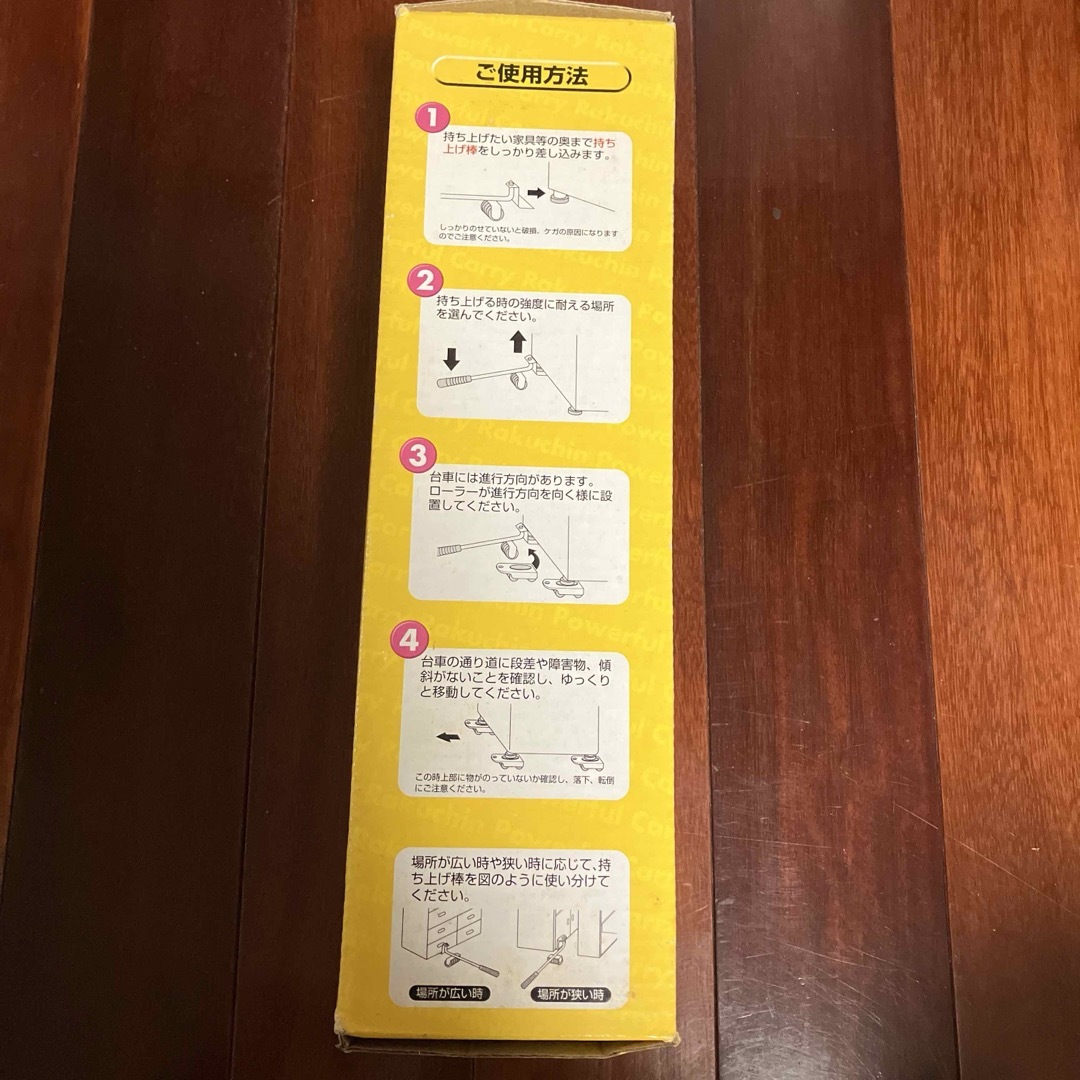 Carry Rakuchin
Powerful
ご使用方法
1
持ち上げたい家具等の奥まで持ち
上げ棒をしっかり差し込みます。
しっかりのせていないと破損、ケガの原因になります
のでご注意ください。
2
持ち上げる時の強度に耐える場所
を選んでください。
3
台車には進行方向があります。
ローラーが進行方向を向く様に設
置してください。
4
台車の通り道に段差や障害物、傾
斜がないことを確認し、ゆっくり
と移動してください。
この時上部に物がのっていないか確認し、落下、転倒
にご注意ください。
場所が広い時や狭い時に応じて、持
ち上げ棒を図のように使い分けて
ください。
場所が広い時
場所が狭い時